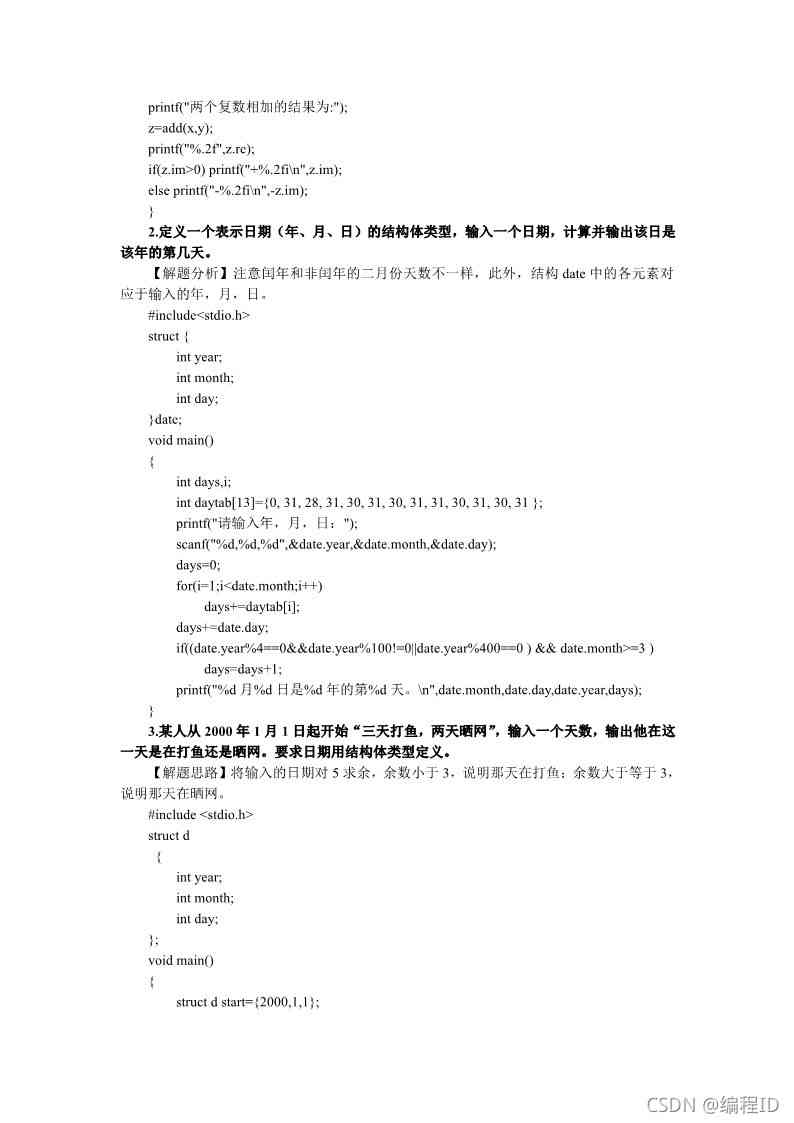 printf("两个复数相加的结果为:");
z=add(x,y);
printf("%.2f",z.re);
if(z.im>0) printf("+%.2fi\n",z.im);
else printf("-%.2fi\n",-z.im);
}
2.定义一个表示日期（年、月、日）的结构体类型，输入一个日期，计算并输出该日是
该年的第几天。
【解题分析】注意闰年和非闰年的二月份天数不一样，此外，结构 date 中的各元素对
应于输入的年，月，日。
#include<stdio.h>
struct {
int year;
int month;
int day;
}date;
void main()
{
int days,i;
int daytab[13]={0, 31, 28, 31, 30, 31, 30, 31, 31, 30, 31, 30, 31 };
printf("请输入年，月，日：");
scanf("%d,%d,%d",&date.year,&date.month,&date.day);
days=0;
for(i=1;i<date.month;i++)
days+=daytab[i];
days+=date.day;
if((date.year%4==0&&date.year%100!=0||date.year%400==0 ) && date.month>=3 )
days=days+1;
printf("%d 月%d 日是%d 年的第%d 天。\n",date.month,date.day,date.year,days);
}
3.某人从 2000 年 1 月 1 日起开始“三天打鱼，两天晒网”，输入一个天数，输出他在这
一天是在打鱼还是晒网。要求日期用结构体类型定义。
【解题思路】将输入的日期对 5 求余，余数小于 3，说明那天在打鱼；余数大于等于 3，
说明那天在晒网。
#include <stdio.h>
struct d
{
int year;
int month;
int day;
};
void main()
{
struct d start={2000,1,1};
CSDN @编程ID